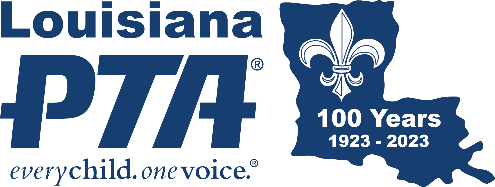 Louisiana
PTA®
everychild.onevoice.®
100 Years
1923 - 2023